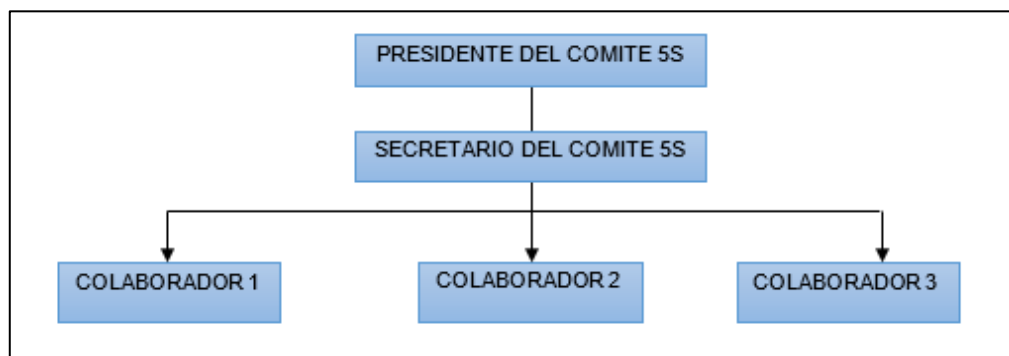 PRESIDENTE DEL COMITE 5S
SECRETARIO DEL COMITE 5S
COLABORADOR 1
COLABORADOR 2
COLABORADOR 3